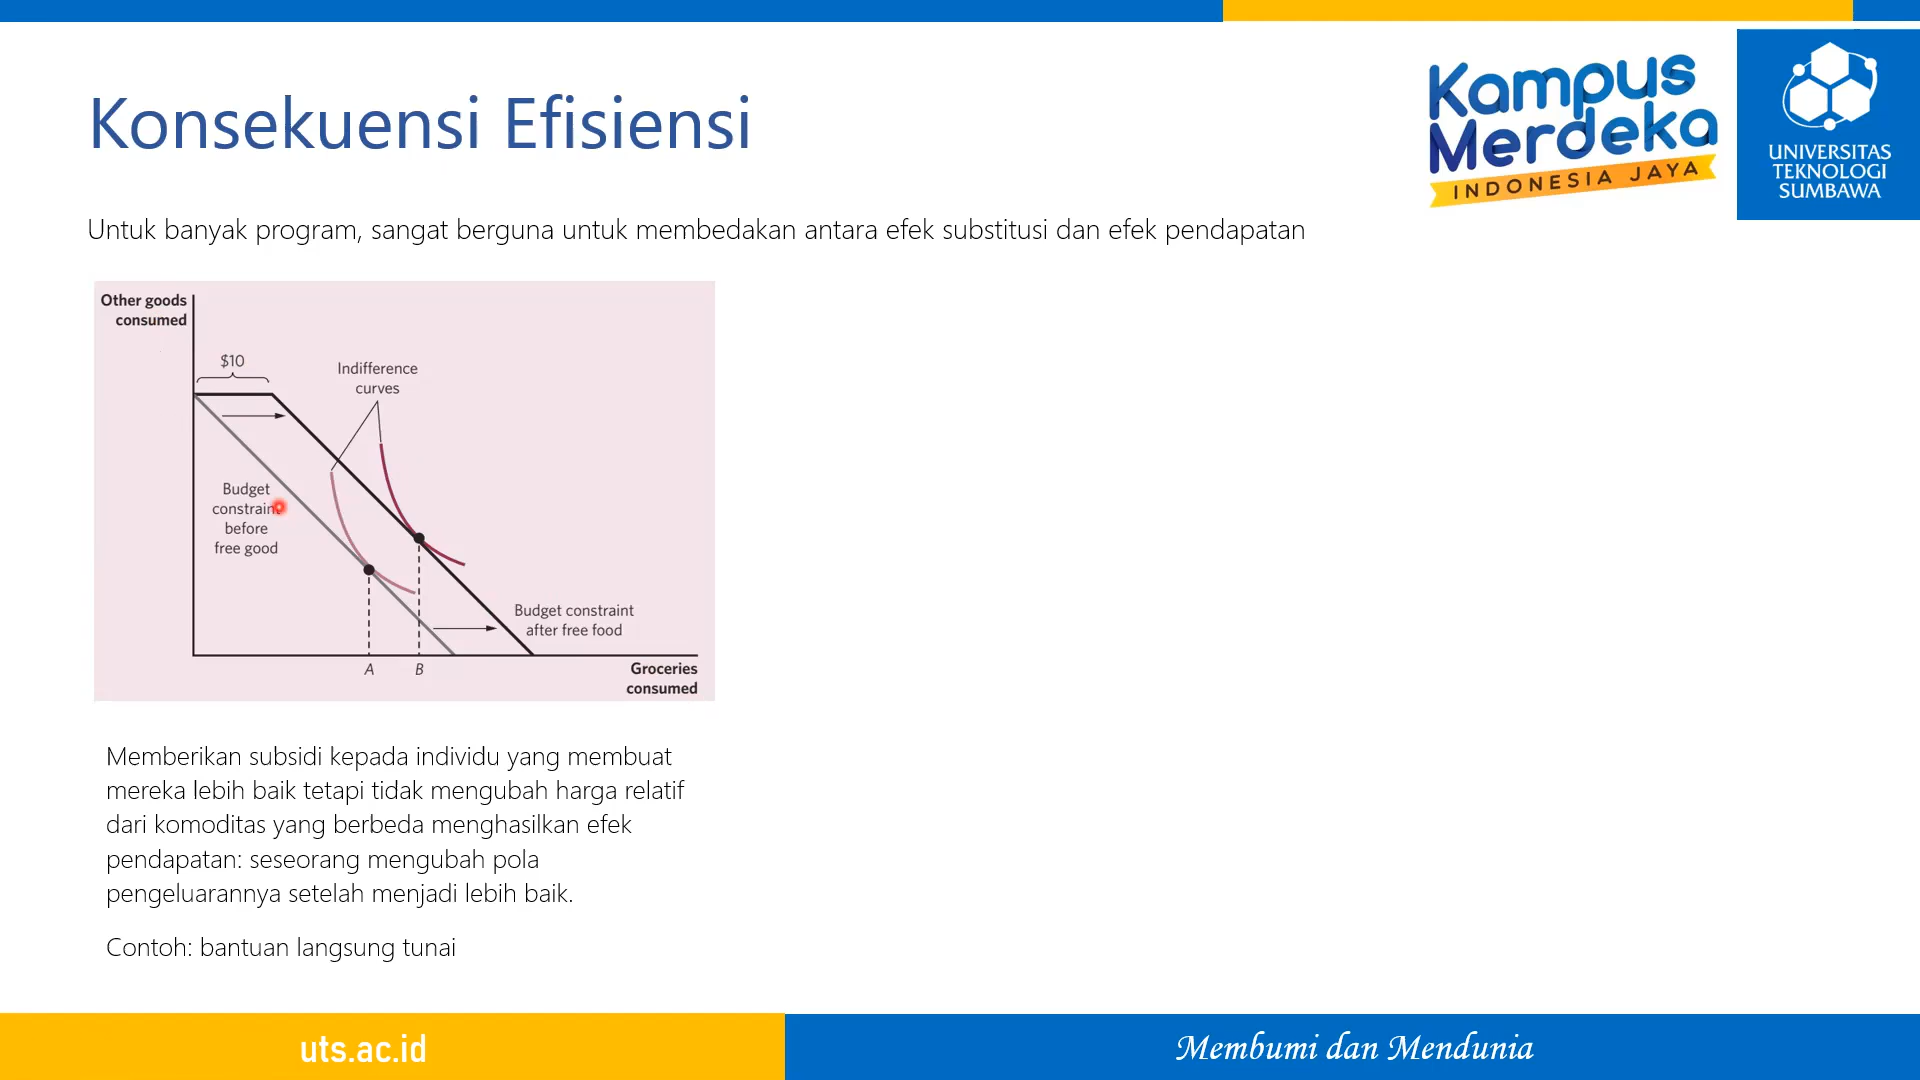 Kampus
Merdeka
INDONESIA JAYA
UNIVERSITAS
TEKNOLOGI
SUMBAWA
Konsekuensi Efisiensi
Untuk banyak program, sangat berguna untuk membedakan antara efek substitusi dan efek pendapatan
Other goods
consumed
$10
Indifference
curves
Budget
constraint
before
free good
Budget constraint
after free food
A
B
Groceries
consumed
Memberikan subsidi kepada individu yang membuat
mereka lebih baik tetapi tidak mengubah harga relatif
dari komoditas yang berbeda menghasilkan efek
pendapatan: seseorang mengubah pola
pengeluarannya setelah menjadi lebih baik.
Contoh: bantuan langsung tunai
uts.ac.id
Membumi dan Mendunia